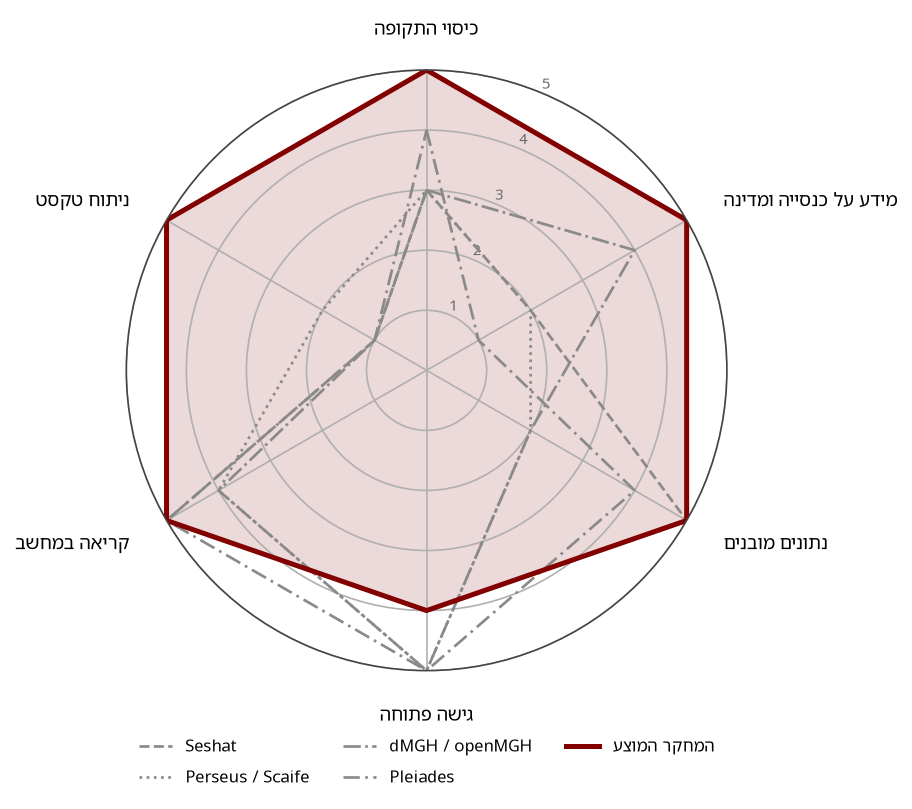 כיסוי התקופה
5
4
ניתוח טקסט
3
מידע על כנסייה ומדינה
2
1
קריאה במחשב
נתונים מובנים
גישה פתוחה
Seshat
dMGH / openMGH
המחקר המוצע
Perseus / Scaife
Pleiades